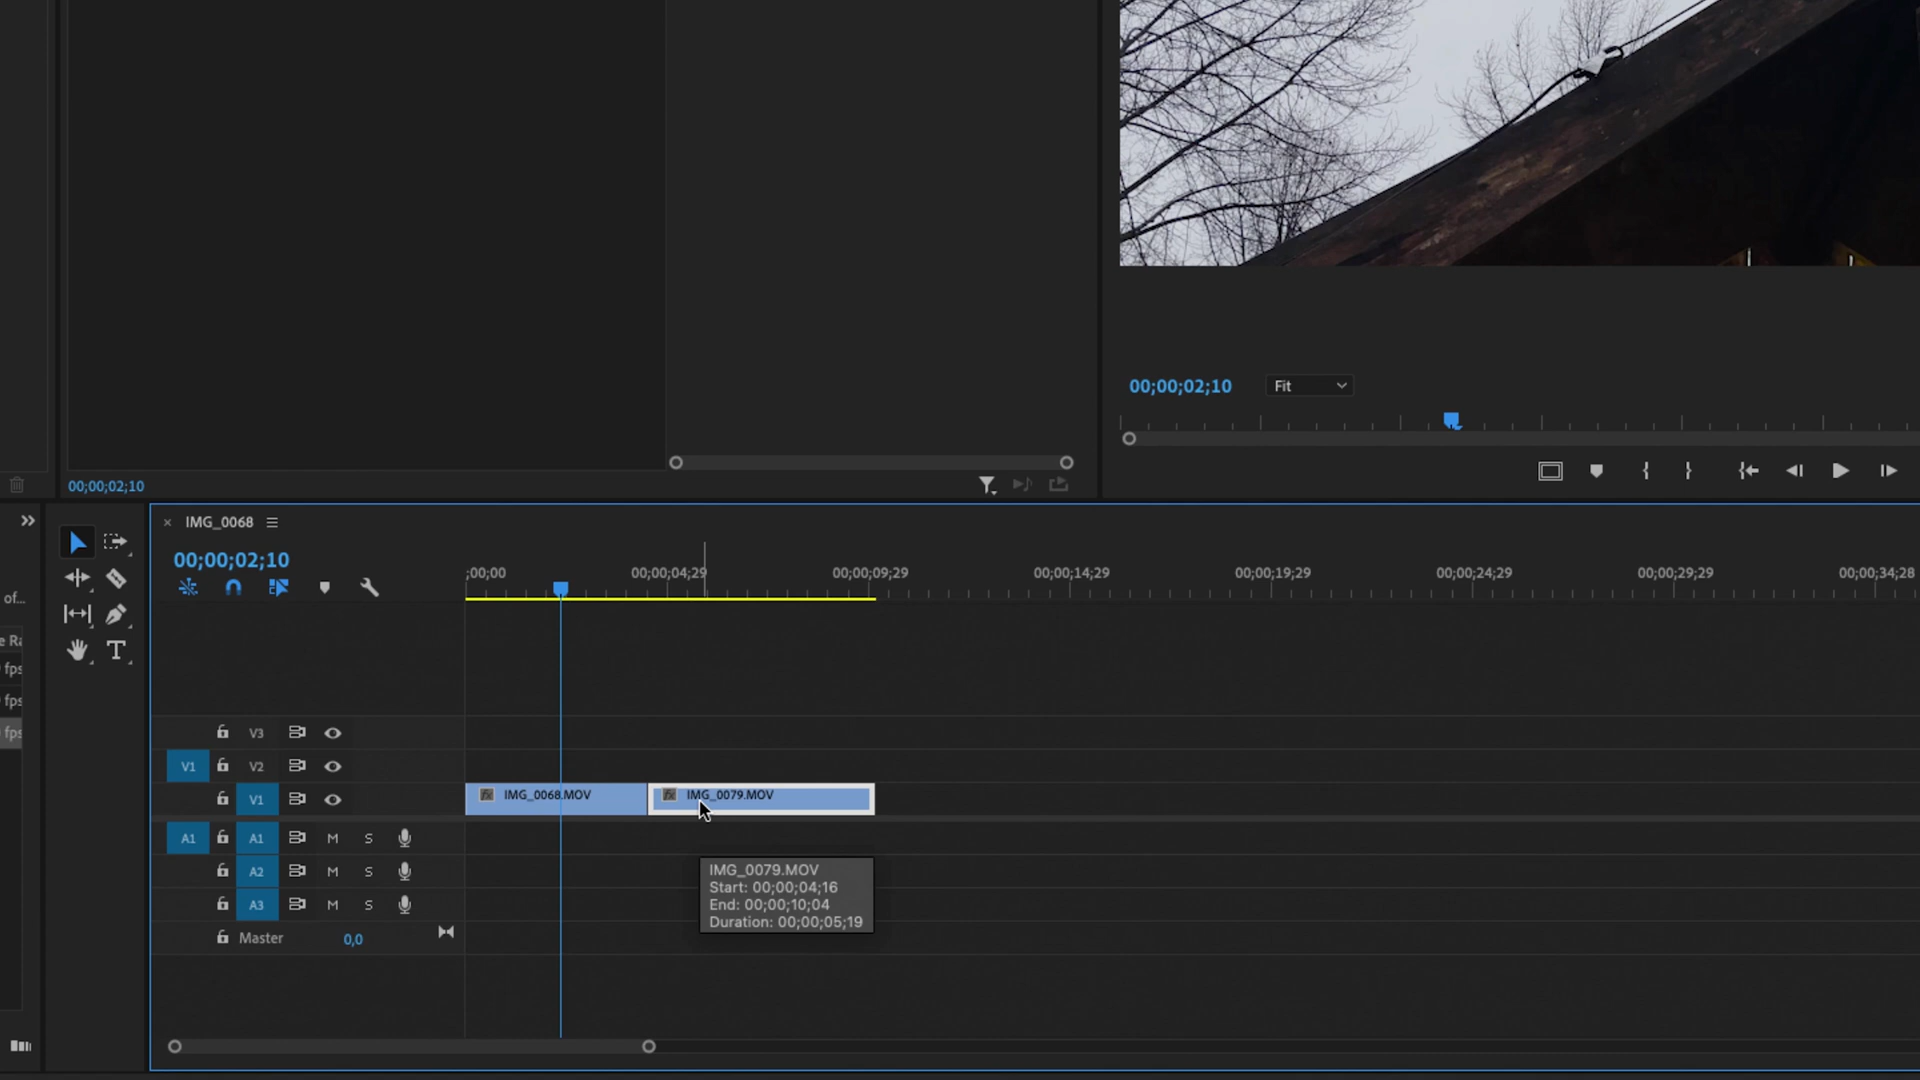 00;00;02;10
Fit
00;00;02;10
IMG_0068
00;00;02;10
;00;00
00;00;04;29
00;00;09;29
00;00;14;29
00;00;19;29
00;00;24;29
00;00;29;29
00;00;34;28
of...
e Ra
fps
fps
fps
T
V3
V1 V2
V1
IMG_0068.MOV
fx IMG_0079.MOV
A1 A1 M S
A2 M S
A3 M S
Master 0,0
IMG_0079.MOV
Start: 00;00;04;16
End: 00;00;10;04
Duration: 00;00;05;19